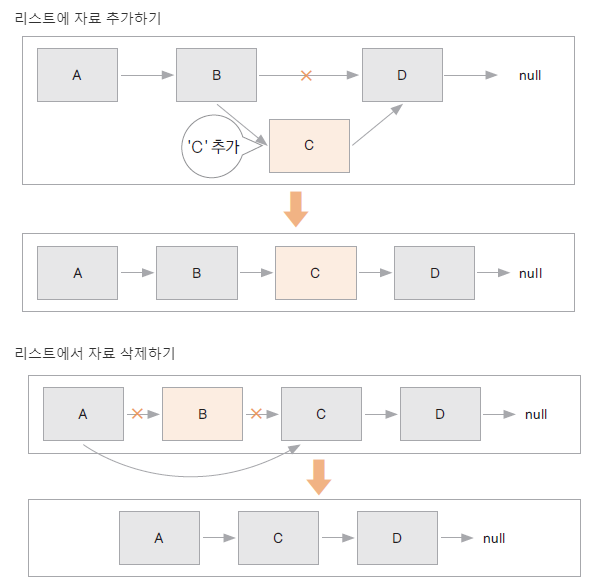 리스트에 자료 추가하기
A B D null
'C' 추가
C
A B C D null
리스트에서 자료 삭제하기
A B C D null
A C D null